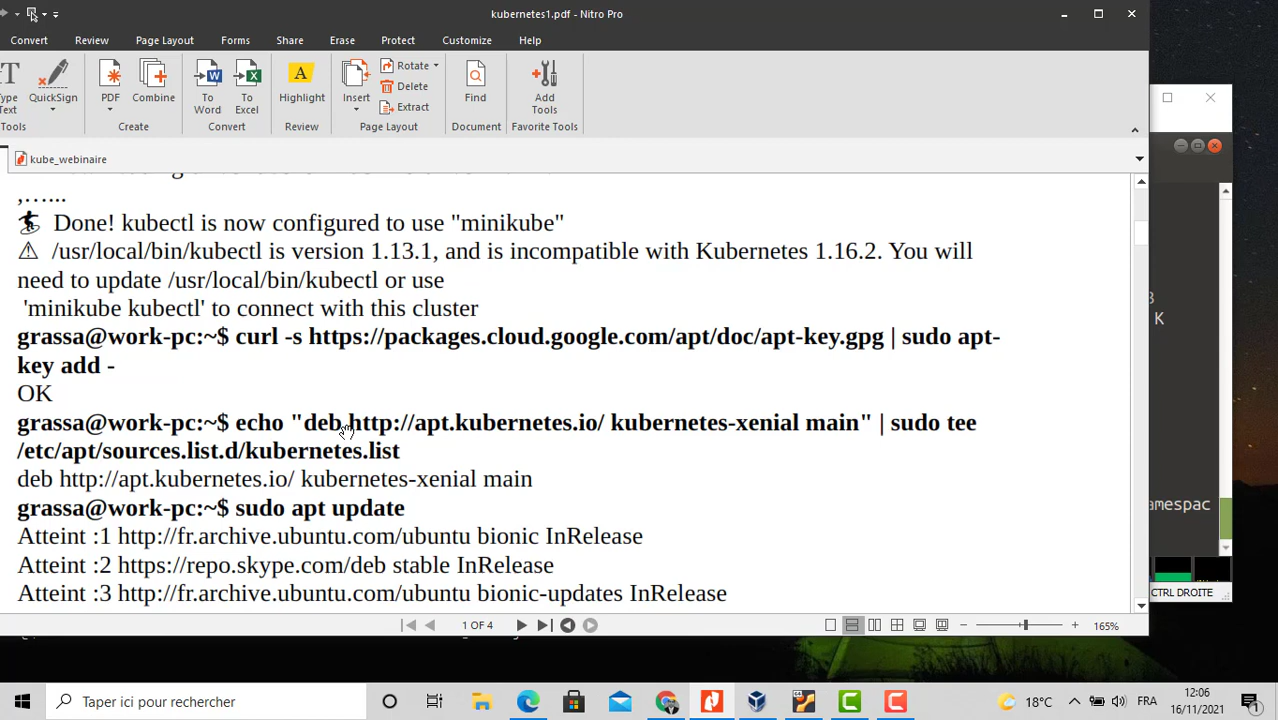 kubernetes1.pdf - Nitro Pro
Convert Review Page Layout Forms Share Erase Protect Customize Help
Type Text
QuickSign
PDF
Combine
To Word
To Excel
Highlight
Insert
Rotate
Delete
Extract
Find
Add Tools
Tools Create Convert Review Page Layout Document Favorite Tools
kube_webinaire
,…...
Done! kubectl is now configured to use "minikube"
⚠ /usr/local/bin/kubectl is version 1.13.1, and is incompatible with Kubernetes 1.16.2. You will
need to update /usr/local/bin/kubectl or use
'minikube kubectl' to connect with this cluster
grassa@work-pc:~$ curl -s https://packages.cloud.google.com/apt/doc/apt-key.gpg | sudo apt-
key add -
OK
grassa@work-pc:~$ echo "deb http://apt.kubernetes.io/ kubernetes-xenial main" | sudo tee
/etc/apt/sources.list.d/kubernetes.list
deb http://apt.kubernetes.io/ kubernetes-xenial main
grassa@work-pc:~$ sudo apt update
Atteint :1 http://fr.archive.ubuntu.com/ubuntu bionic InRelease
Atteint :2 https://repo.skype.com/deb stable InRelease
Atteint :3 http://fr.archive.ubuntu.com/ubuntu bionic-updates InRelease
1 OF 4
165%
K
amespac
CTRL DROITE
Taper ici pour rechercher
18°C
FRA
12:06
16/11/2021